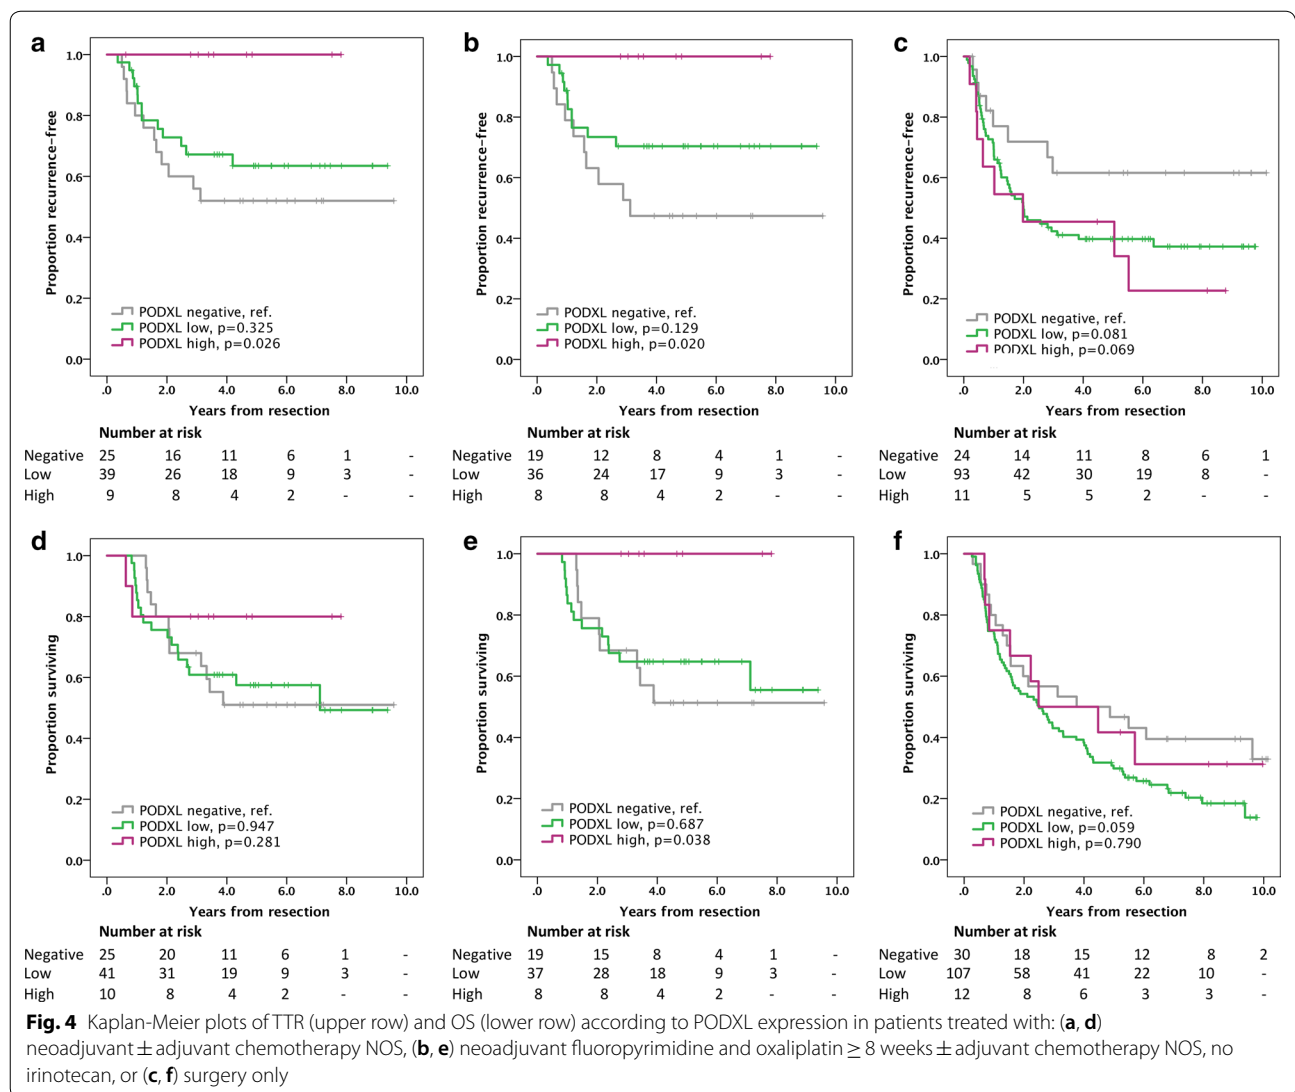 a
1.0
0.8
0.6
0.4
0.2
0.0
Proportion recurrence-free
PODXL negative, ref.
PODXL low, p=0.325
PODXL high, p=0.026
.0 2.0 4.0 6.0 8.0 10.0
Years from resection
Number at risk
Negative 25 16 11 6 1 -
Low 39 26 18 9 3
High 9 8 4 2 - -
b
1.0
0.8
0.6
0.4
0.2
0.0
Proportion recurrence-free
PODXL negative, ref.
PODXL low, p=0.129
PODXL high, p=0.020
.0 2.0 4.0 6.0 8.0 10.0
Years from resection
Number at risk
Negative 19 12 8 4 1 -
Low 36 24 17 9 3
High 8 8 4 2 - -
c
1.0
0.8
0.6
0.4
0.2
0.0
Proportion recurrence-free
PODXL negative, ref.
PODXL low, p=0.081
PODXL high, p=0.069
.0 2.0 4.0 6.0 8.0 10.0
Years from resection
Number at risk
Negative 24 14 11 8 6 1
Low 93 42 30 19 8 -
High 11 5 5 2 - -
d
1.0
0.8
0.6
0.4
0.2
0.0
Proportion surviving
PODXL negative, ref.
PODXL low, p=0.947
PODXL high, p=0.281
.0 2.0 4.0 6.0 8.0 10.0
Years from resection
Number at risk
Negative 25 20 11 6 1 -
Low 41 31 19 9 3
High 10 8 4 2 - -
e
1.0
0.8
0.6
0.4
0.2
0.0
Proportion surviving
PODXL negative, ref.
PODXL low, p=0.687
PODXL high, p=0.038
.0 2.0 4.0 6.0 8.0 10.0
Years from resection
Number at risk
Negative 19 15 8 4 1 -
Low 37 28 18 9 3 -
High 8 8 4 2 - -
f
1.0
0.8
0.6
0.4
0.2
0.0
Proportion surviving
PODXL negative, ref.
PODXL low, p=0.059
PODXL high, p=0.790
.0 2.0 4.0 6.0 8.0 10.0
Years from resection
Number at risk
Negative 30 18 15 12 8 2
Low 107 58 41 22 10 -
High 12 8 6 3 3 -
Fig. 4 Kaplan-Meier plots of TTR (upper row) and OS (lower row) according to PODXL expression in patients treated with: (a, d)
neoadjuvant ± adjuvant chemotherapy NOS, (b, e) neoadjuvant fluoropyrimidine and oxaliplatin ≥ 8 weeks ± adjuvant chemotherapy NOS, no
irinotecan, or (c, f) surgery only